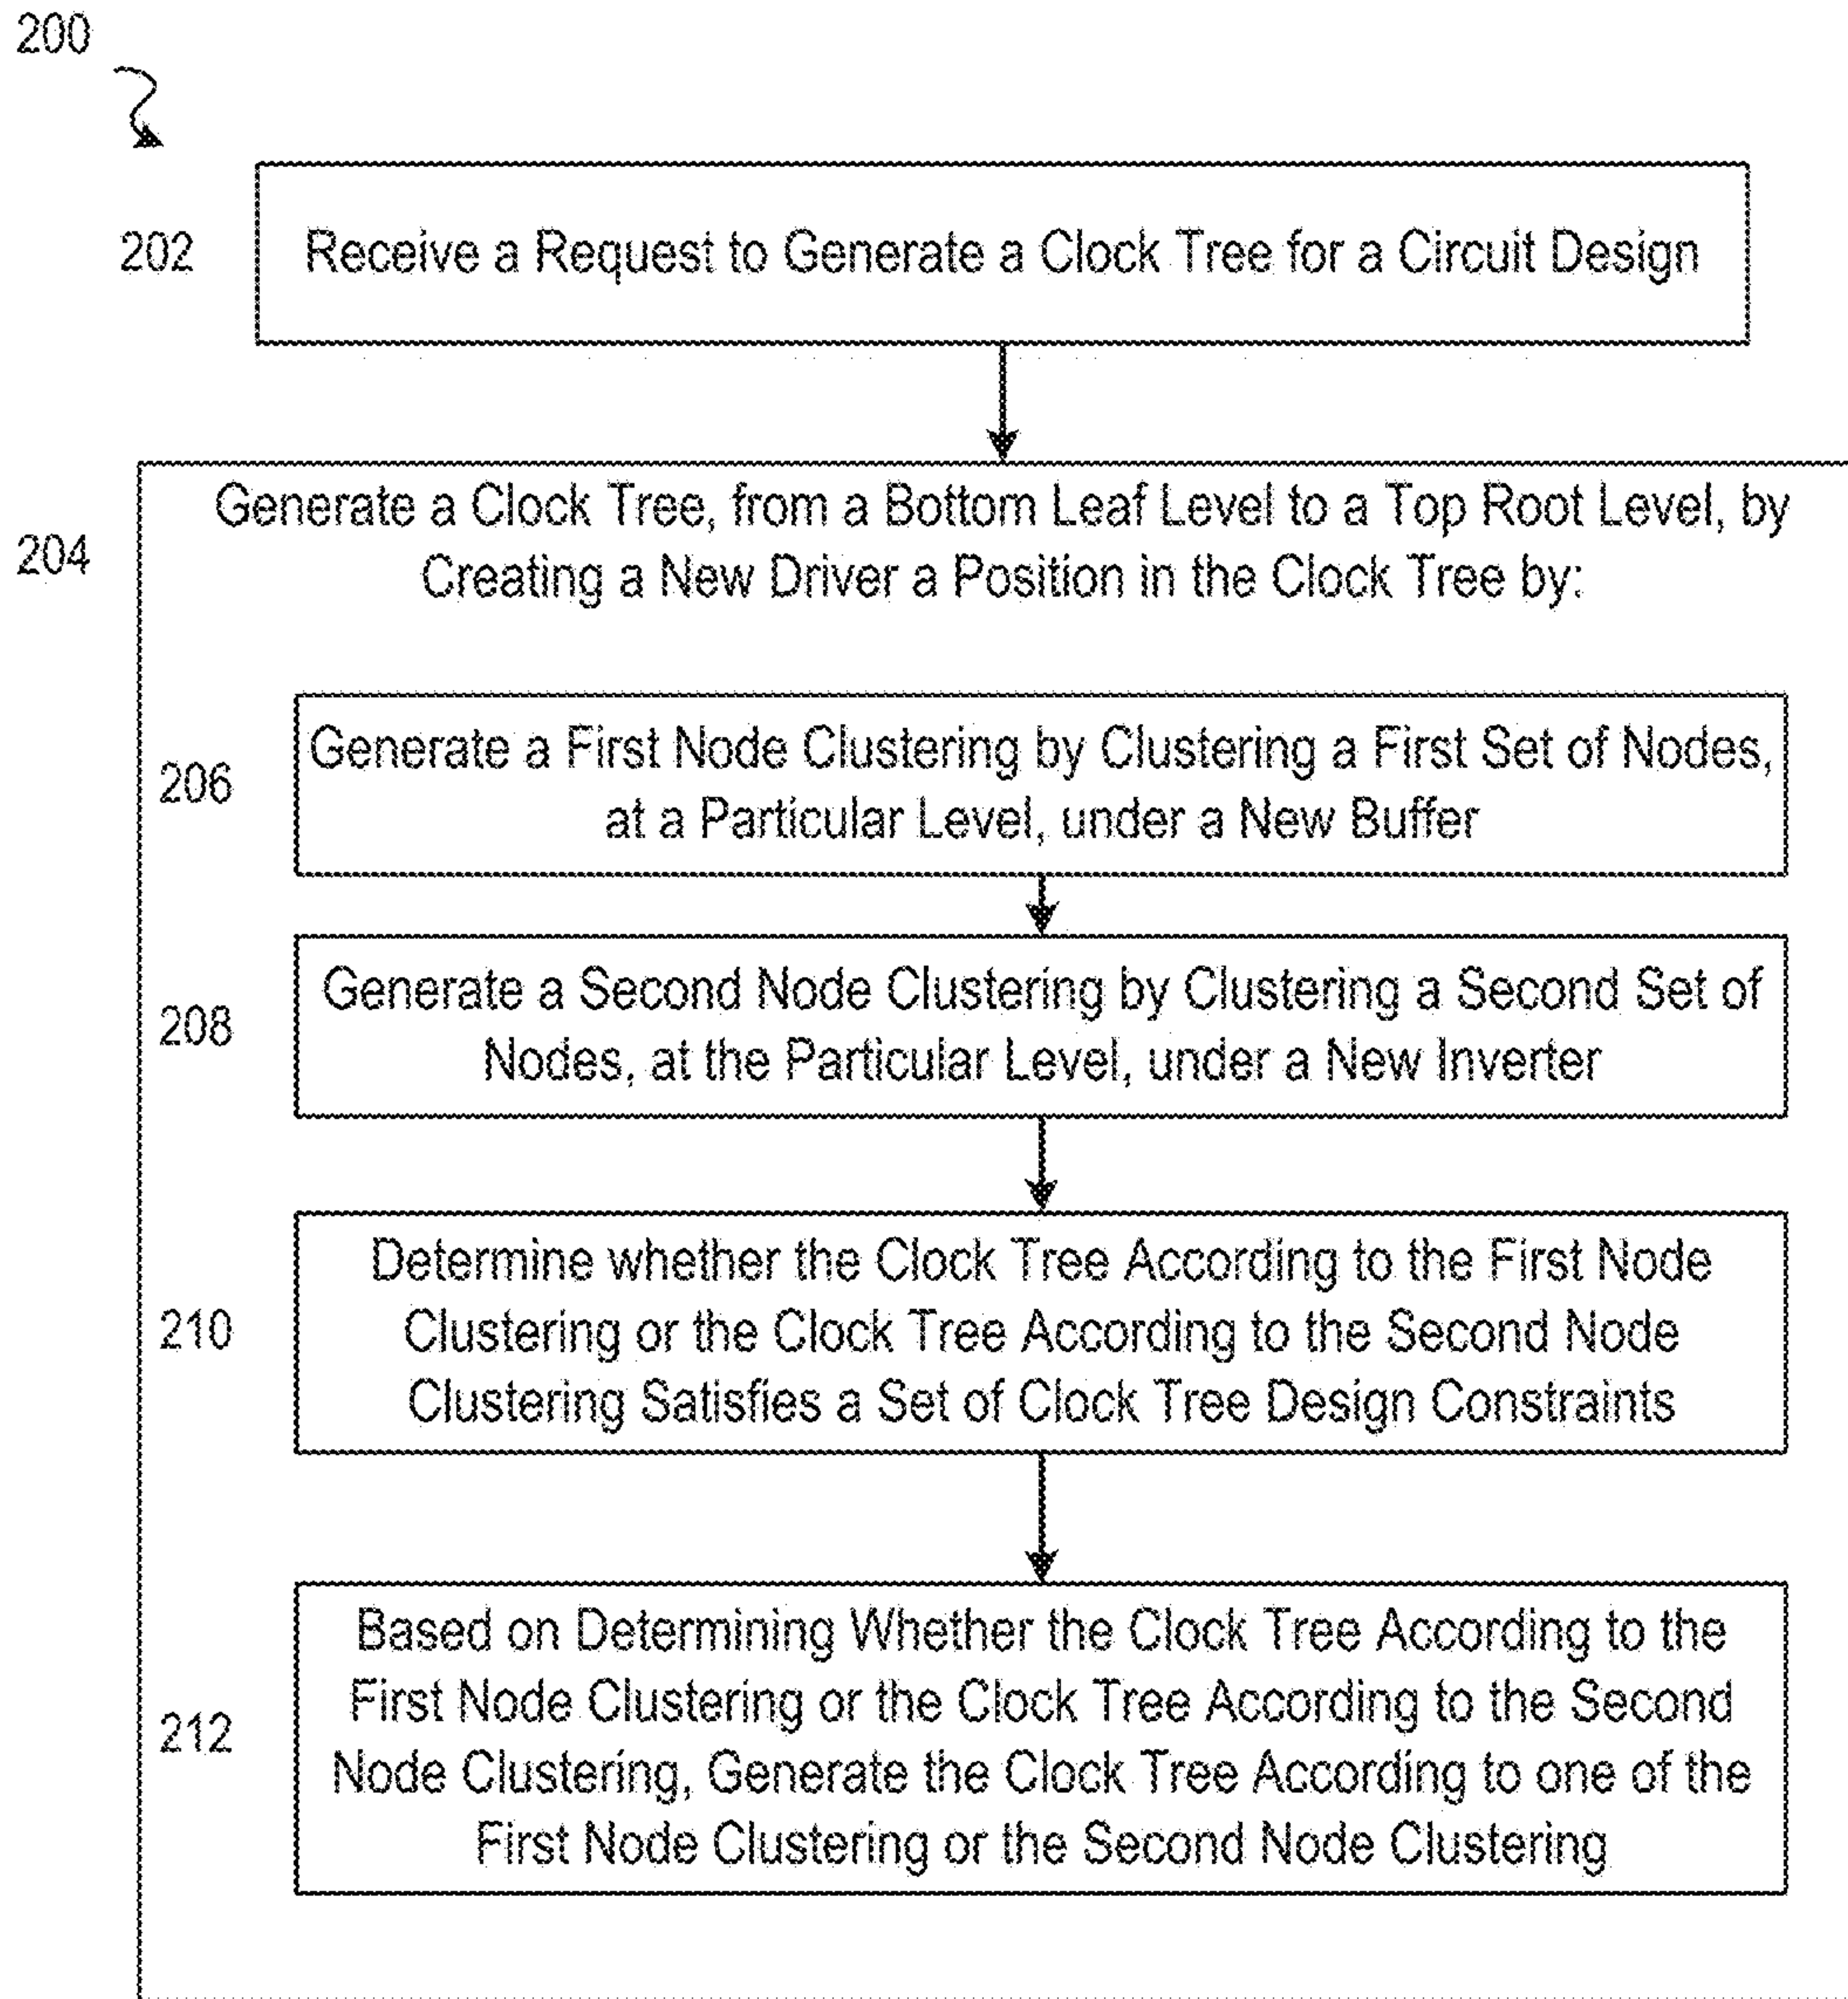 200
202
Receive a Request to Generate a Clock Tree for a Circuit Design
204
Generate a Clock Tree, from a Bottom Leaf Level to a Top Root Level, by
Creating a New Driver a Position in the Clock Tree by:
206
Generate a First Node Clustering by Clustering a First Set of Nodes,
at a Particular Level, under a New Buffer
208
Generate a Second Node Clustering by Clustering a Second Set of
Nodes, at the Particular Level, under a New Inverter
210
Determine whether the Clock Tree According to the First Node
Clustering or the Clock Tree According to the Second Node
Clustering Satisfies a Set of Clock Tree Design Constraints
212
Based on Determining Whether the Clock Tree According to the
First Node Clustering or the Clock Tree According to the Second
Node Clustering, Generate the Clock Tree According to one of the
First Node Clustering or the Second Node Clustering